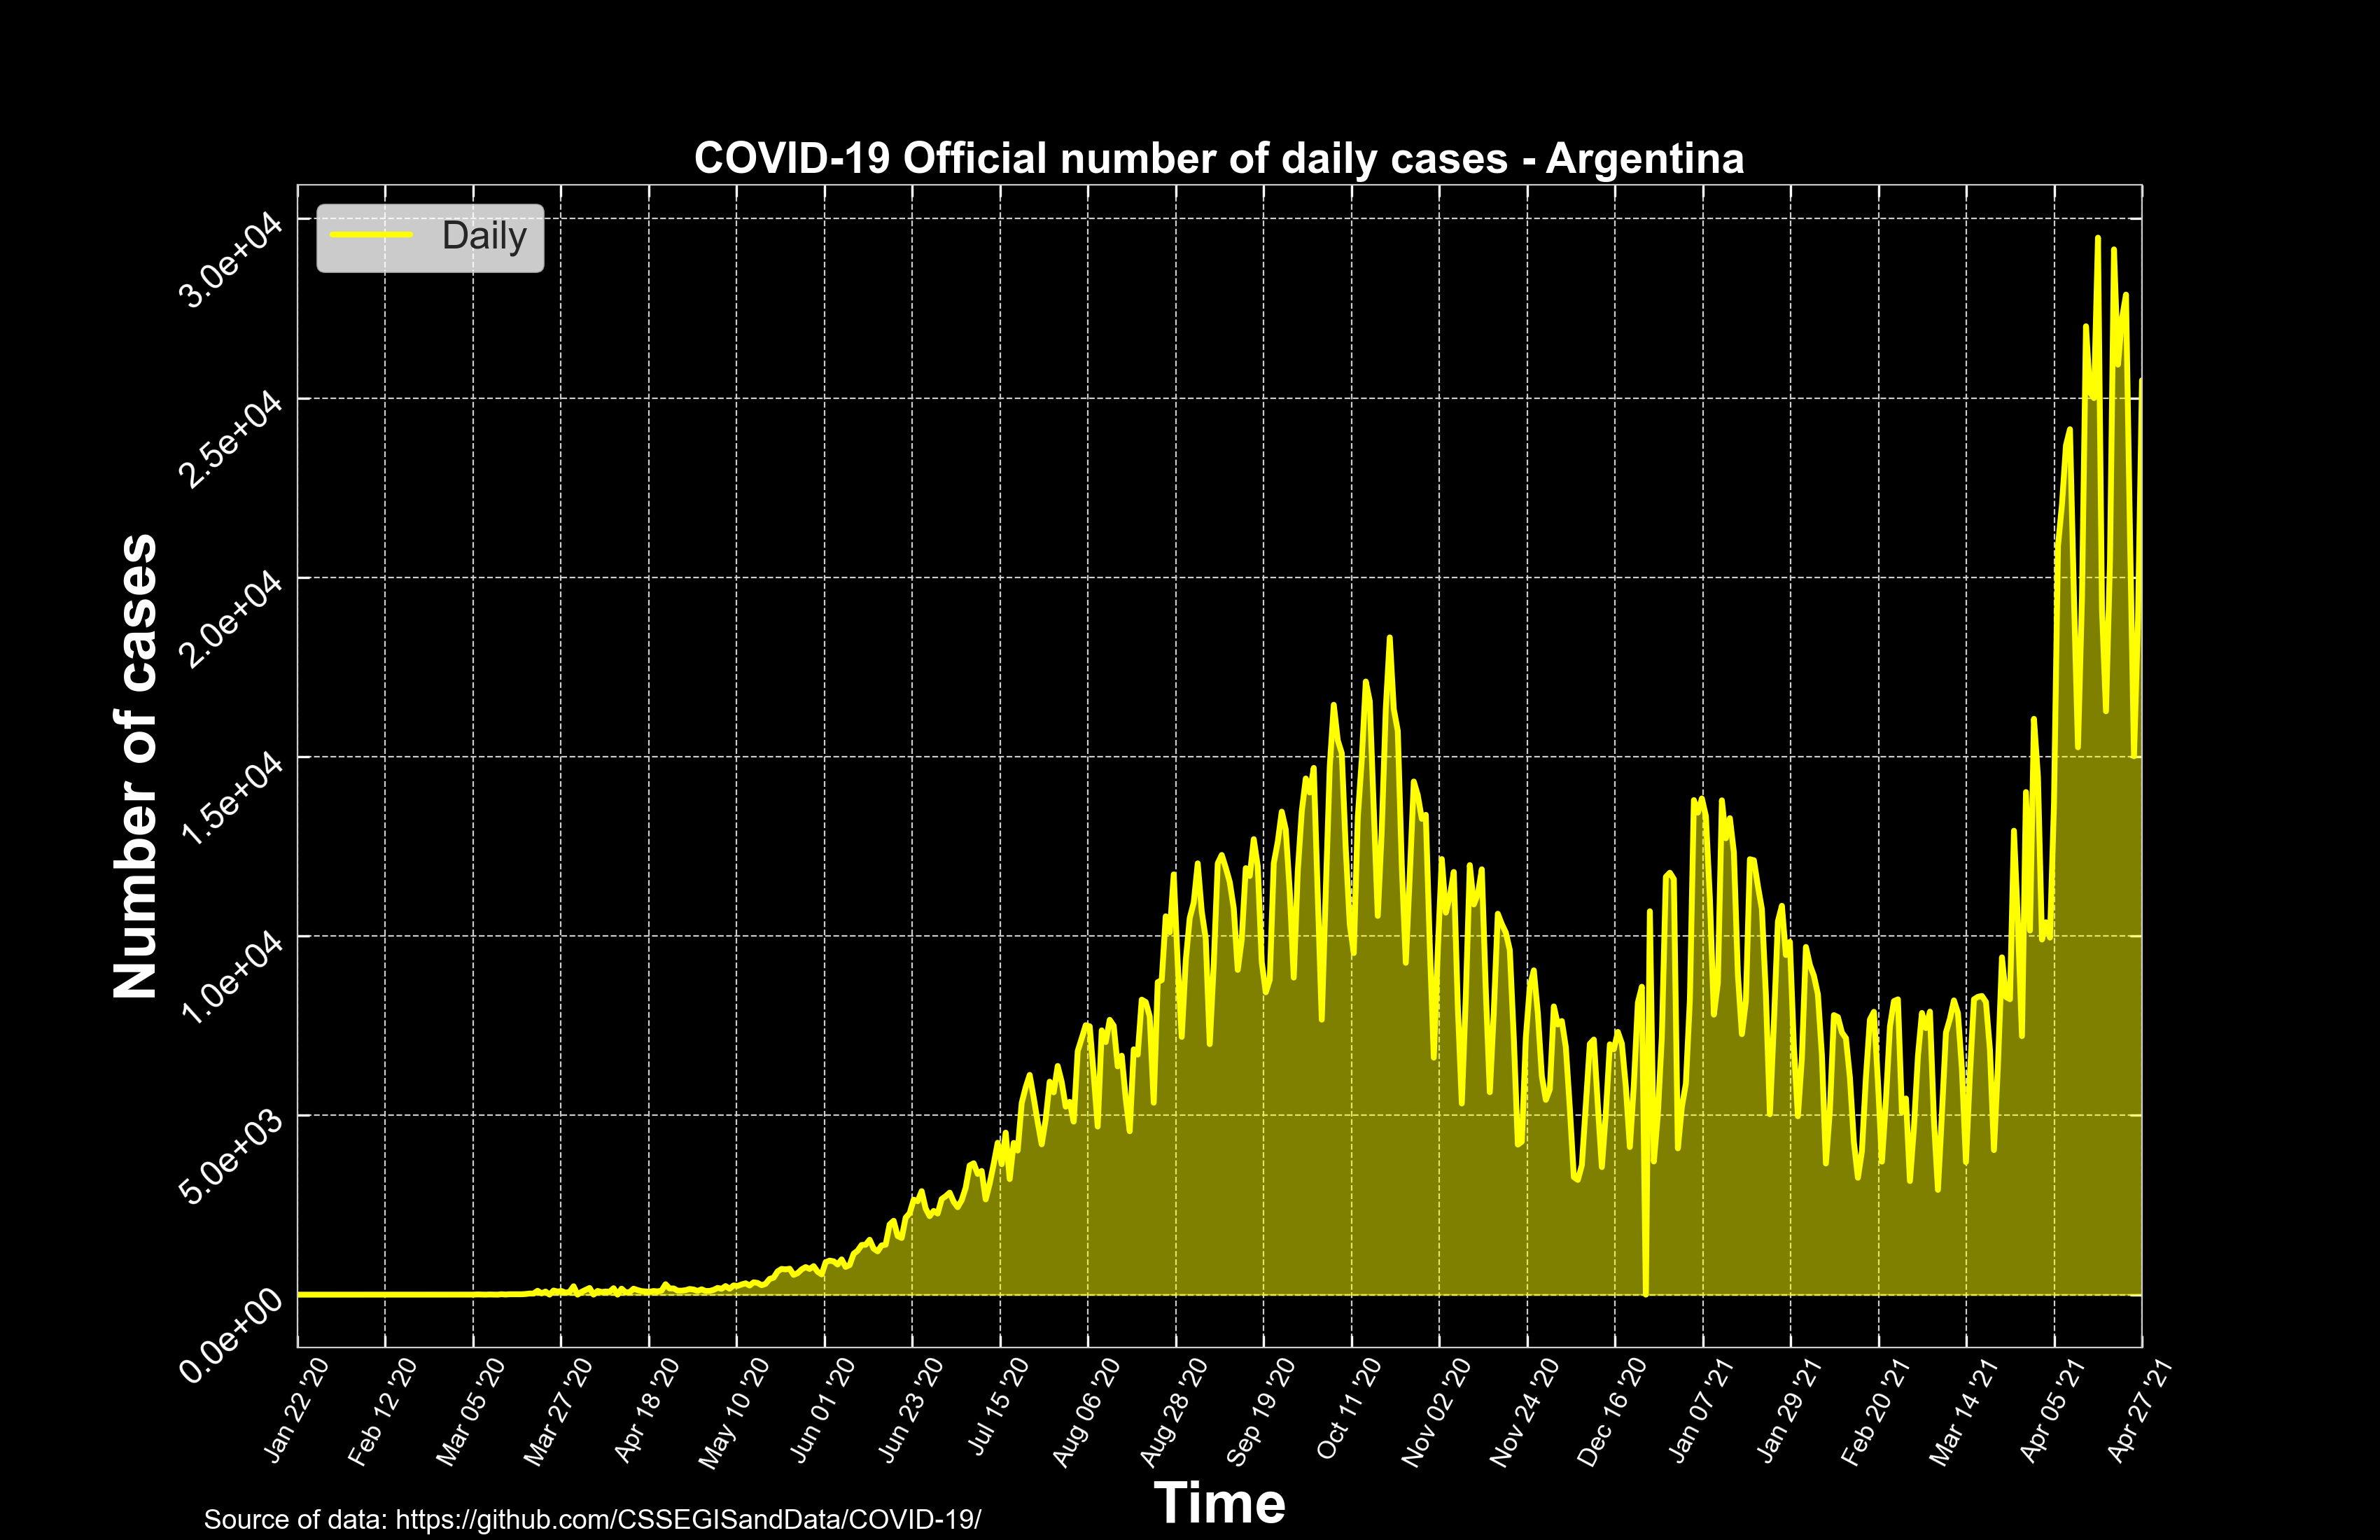 COVID-19 Official number of daily cases - Argentina
Daily
Number of cases
3.0e+04
2.5e+04
2.0e+04
1.5e+04
1.0e+04
5.0e+03
0.0e+00
Jan 22 '20
Feb 12 '20
Mar 05 '20
Mar 27 '20
Apr 18 '20
May 10 '20
Jun 01 '20
Jun 23 '20
Jul 15 '20
Aug 06 '20
Aug 28 '20
Sep 19 '20
Oct 11 '20
Nov 02 '20
Nov 24 '20
Dec 16 '20
Jan 07 '21
Jan 29 '21
Feb 20 '21
Mar 14 '21
Apr 05 '21
Apr 27 '21
Time
Source of data: https://github.com/CSSEGISandData/COVID-19/